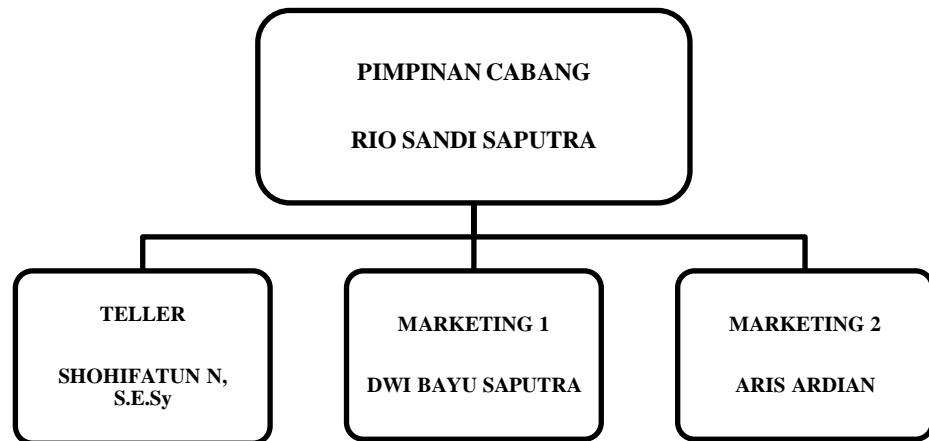 PIMPINAN CABANG
RIO SANDI SAPUTRA
TELLER
SHOHIFATUN N,
S.E.Sy
MARKETING 1
DWI BAYU SAPUTRA
MARKETING 2
ARIS ARDIAN